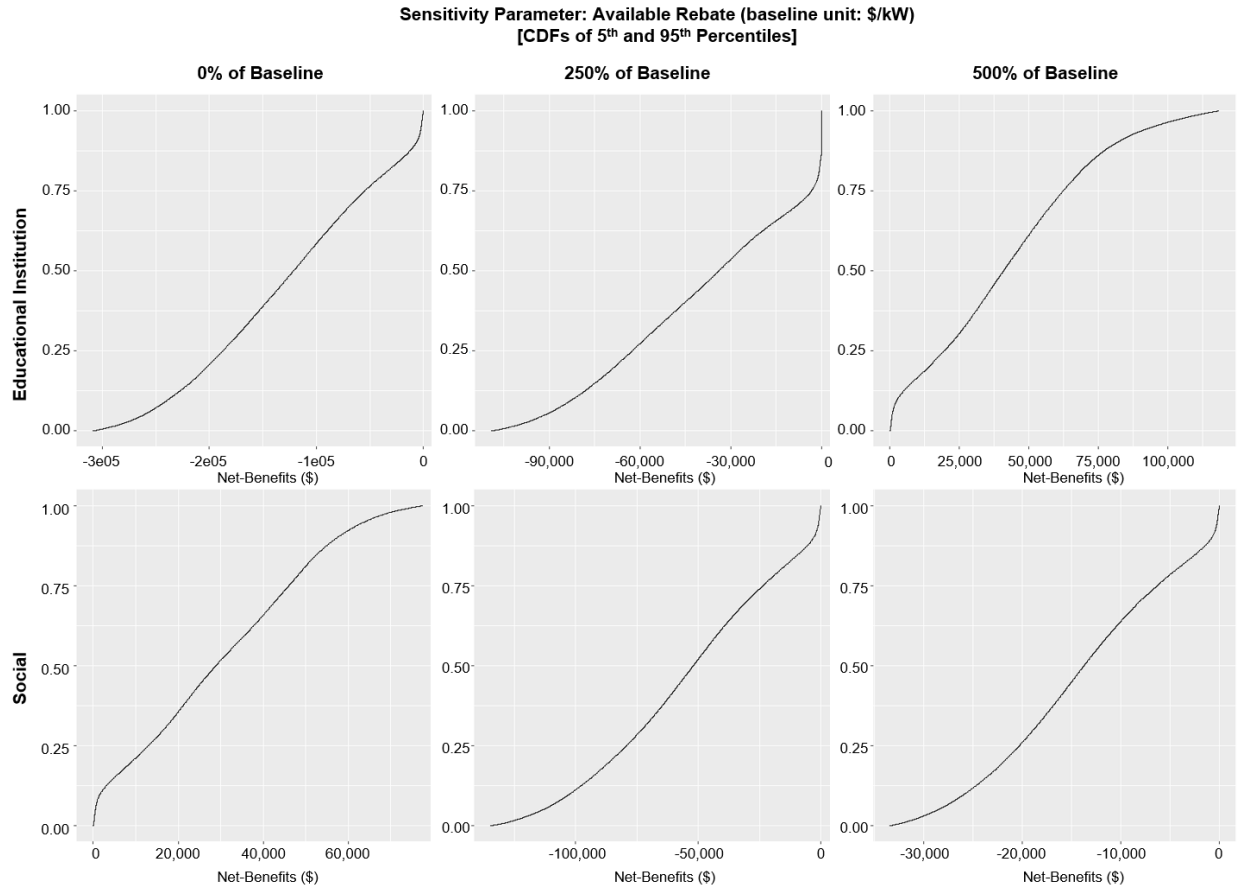 Sensitivity Parameter: Available Rebate (baseline unit: $/kW)
[CDFs of 5th and 95th Percentiles]
0% of Baseline
250% of Baseline
500% of Baseline
Educational Institution
1.00
0.75
0.50
0.25
0.00
-3e05 -2e05 -1e05 0
Net-Benefits ($)
1.00
0.75
0.50
0.25
0.00
-90,000 -60,000 -30,000 0
Net-Benefits ($)
1.00
0.75
0.50
0.25
0.00
0 25,000 50,000 75,000 100,000
Net-Benefits ($)
Social
1.00
0.75
0.50
0.25
0.00
0 20,000 40,000 60,000
Net-Benefits ($)
1.00
0.75
0.50
0.25
0.00
-100,000 -50,000 0
Net-Benefits ($)
1.00
0.75
0.50
0.25
0.00
-30,000 -20,000 -10,000 0
Net-Benefits ($)